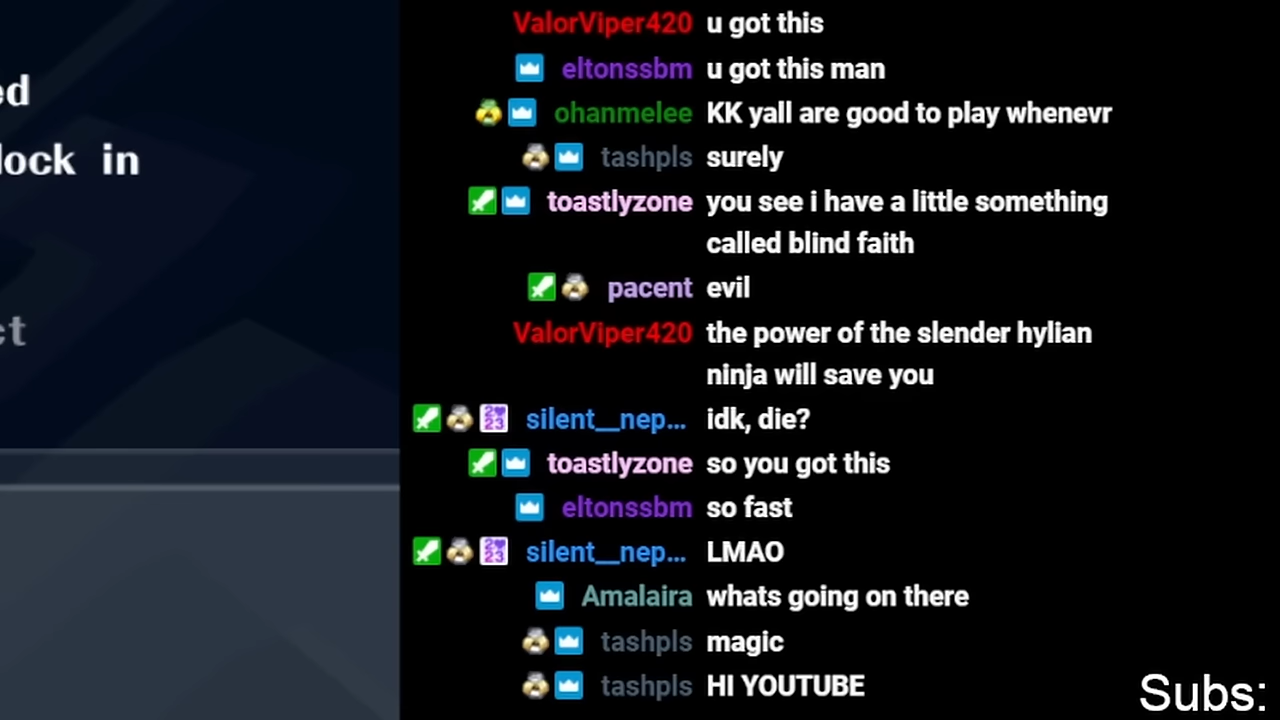 ed
lock in
ct
ValorViper420 u got this
eltonssbm u got this man
ohanmelee KK yall are good to play whenevr
tashpls surely
toastlyzone you see i have a little something
called blind faith
pacent evil
ValorViper420 the power of the slender hylian
ninja will save you
silent__nep... idk, die?
toastlyzone so you got this
eltonssbm so fast
silent__nep... LMAO
Amalaira whats going on there
tashpls magic
tashpls HI YOUTUBE
Subs: